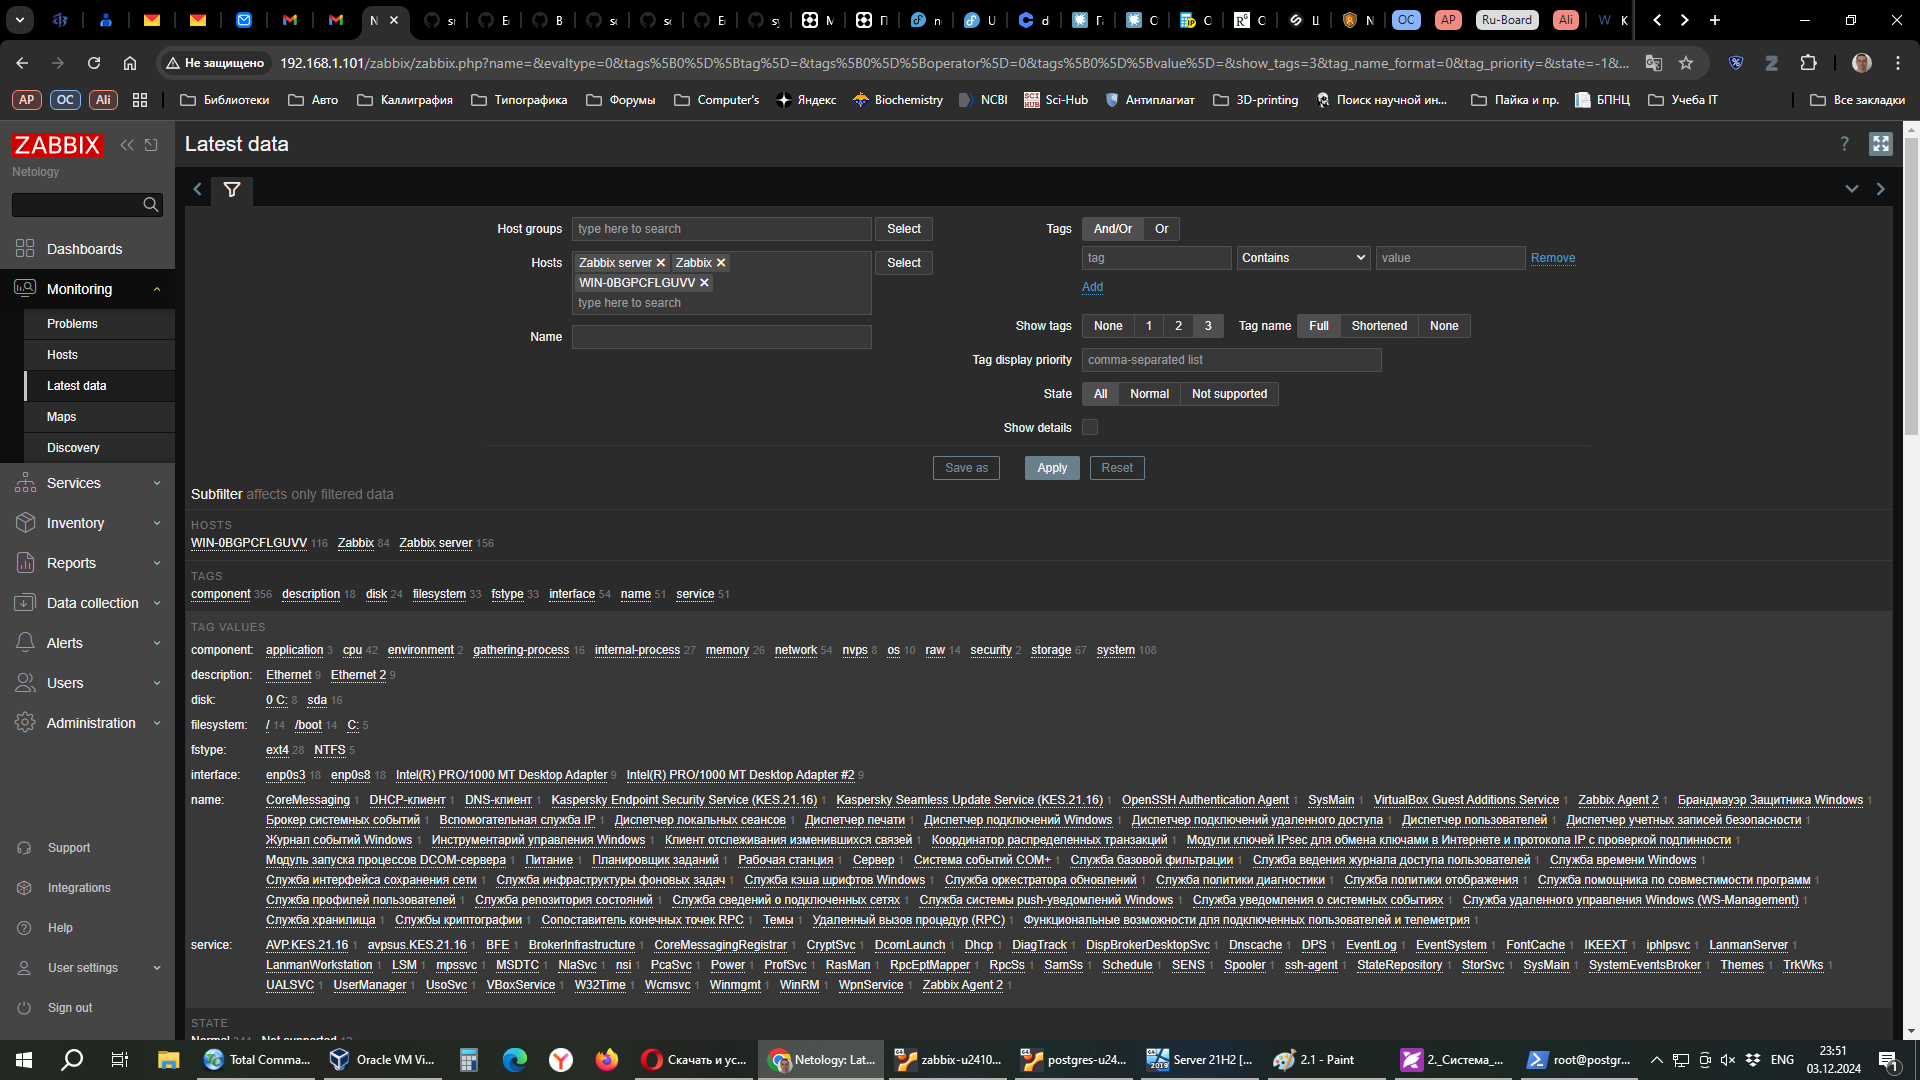 N
st
E
B
sc
sc
E
sy
M
П
n
U
d
Га
О
О
О
Ц
N
OC
AP
Ru-Board
Ali
К
Не защищено
192.168.1.101/zabbix/zabbix.php?name=&evaltype=0&tags%5B0%5D%5Btag%5D=&tags%5B0%5D%5Boperator%5D=0&tags%5B0%5D%5Bvalue%5D=&show_tags=3&tag_name_format=0&tag_priority=&state=-1&...
AP OC Ali Библиотеки Авто Каллиграфия Типографика Форумы Computer's Яндекс Biochemistry NCBI Sci-Hub Антиплагиат 3D-printing Поиск научной ин... Пайка и пр. БПНЦ Учеба IT Все закладки
ZABBIX
Netology
Dashboards
Monitoring
Problems
Hosts
Latest data
Maps
Discovery
Services
Inventory
Reports
Data collection
Alerts
Users
Administration
Support
Integrations
Help
User settings
Sign out
Latest data
?
Host groups type here to search Select
Hosts Zabbix server Zabbix Select
WIN-0BGPCFLGUVV
type here to search
Name
Tags And/Or Or
tag Contains value Remove
Add
Show tags None 1 2 3 Tag name Full Shortened None
Tag display priority comma-separated list
State All Normal Not supported
Show details
Save as Apply Reset
Subfilter affects only filtered data
HOSTS
WIN-0BGPCFLGUVV 116 Zabbix 84 Zabbix server 156
TAGS
component 356 description 18 disk 24 filesystem 33 fstype 33 interface 54 name 51 service 51
TAG VALUES
component: application 3 cpu 42 environment 2 gathering-process 16 internal-process 27 memory 26 network 54 nvps 8 os 10 raw 14 security 2 storage 67 system 108
description: Ethernet 9 Ethernet 2 9
disk: 0 C: 8 sda 16
filesystem: / 14 /boot 14 C: 5
fstype: ext4 28 NTFS 5
interface: enp0s3 18 enp0s8 18 Intel(R) PRO/1000 MT Desktop Adapter 9 Intel(R) PRO/1000 MT Desktop Adapter #2 9
name: CoreMessaging 1 DHCP-клиент 1 DNS-клиент 1 Kaspersky Endpoint Security Service (KES.21.16) 1 Kaspersky Seamless Update Service (KES.21.16) 1 OpenSSH Authentication Agent 1 SysMain 1 VirtualBox Guest Additions Service 1 Zabbix Agent 2 1 Брандмауэр Защитника Windows 1
Брокер системных событий 1 Вспомогательная служба IP 1 Диспетчер локальных сеансов 1 Диспетчер печати 1 Диспетчер подключений Windows 1 Диспетчер подключений удаленного доступа 1 Диспетчер пользователей 1 Диспетчер учетных записей безопасности 1
Журнал событий Windows 1 Инструментарий управления Windows 1 Клиент отслеживания изменившихся связей 1 Координатор распределенных транзакций 1 Модули ключей IPsec для обмена ключами в Интернете и протокола IP с проверкой подлинности 1
Модуль запуска процессов DCOM-сервера 1 Питание 1 Планировщик заданий 1 Рабочая станция 1 Сервер 1 Система событий COM+ 1 Служба базовой фильтрации 1 Служба ведения журнала доступа пользователей 1 Служба времени Windows 1
Служба интерфейса сохранения сети 1 Служба инфраструктуры фоновых задач 1 Служба кэша шрифтов Windows 1 Служба оркестратора обновлений 1 Служба политики диагностики 1 Служба политики отображения 1 Служба помощника по совместимости программ 1
Служба профилей пользователей 1 Служба репозитория состояний 1 Служба сведений о подключенных сетях 1 Служба системы push-уведомлений Windows 1 Служба уведомления о системных событиях 1 Служба удаленного управления Windows (WS-Management) 1
Служба хранилища 1 Службы криптографии 1 Сопоставитель конечных точек RPC 1 Темы 1 Удаленный вызов процедур (RPC) 1 Функциональные возможности для подключенных пользователей и телеметрия 1
service: AVP.KES.21.16 1 avpsus.KES.21.16 1 BFE 1 BrokerInfrastructure 1 CoreMessagingRegistrar 1 CryptSvc 1 DcomLaunch 1 Dhcp 1 DiagTrack 1 DispBrokerDesktopSvc 1 Dnscache 1 DPS 1 EventLog 1 EventSystem 1 FontCache 1 IKEEXT 1 iphlpsvc 1 LanmanServer 1
LanmanWorkstation 1 LSM 1 mpssvc 1 MSDTC 1 NlaSvc 1 nsi 1 PcaSvc 1 Power 1 ProfSvc 1 RasMan 1 RpcEptMapper 1 RpcSs 1 SamSs 1 Schedule 1 SENS 1 Spooler 1 ssh-agent 1 StateRepository 1 StorSvc 1 SysMain 1 SystemEventsBroker 1 Themes 1 TrkWks 1
UALSVC 1 UserManager 1 UsoSvc 1 VBoxService 1 W32Time 1 Wcmsvc 1 Winmgmt 1 WinRM 1 WpnService 1 Zabbix Agent 2 1
STATE
Normal 344 Not supported 12
Total Comma... Oracle VM Vi... Скачать и ус... Netology: Lat... zabbix-u2410... postgres-u24... Server 21H2 [... 2.1 - Paint 2._Система_... root@postgr... ENG
23:51
03.12.2024
1